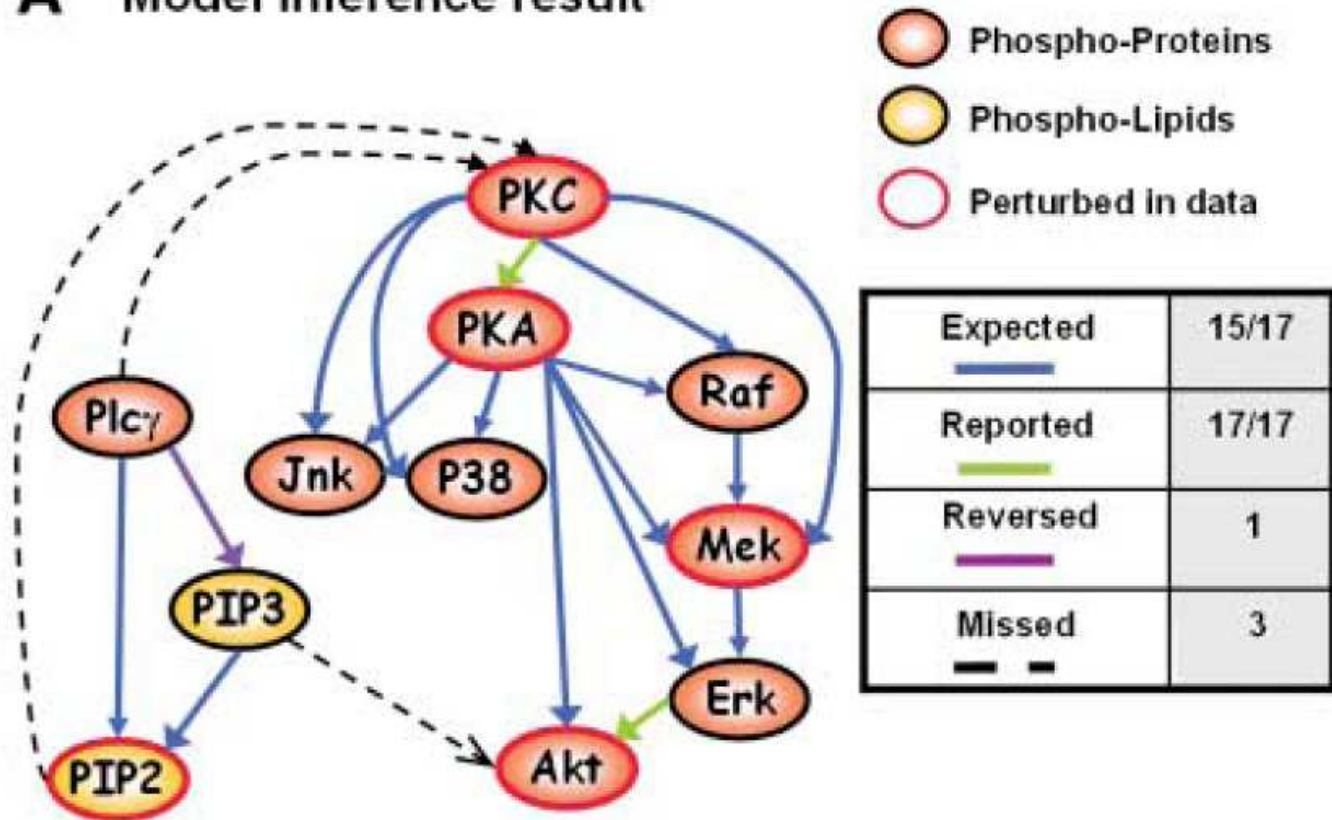 A Model inference result
Phospho-Proteins
Phospho-Lipids
Perturbed in data
PKC
PKA
Raf
Plcγ
Jnk
P38
Mek
PIP3
Erk
Akt
PIP2
Expected 15/17
Reported 17/17
Reversed 1
Missed 3